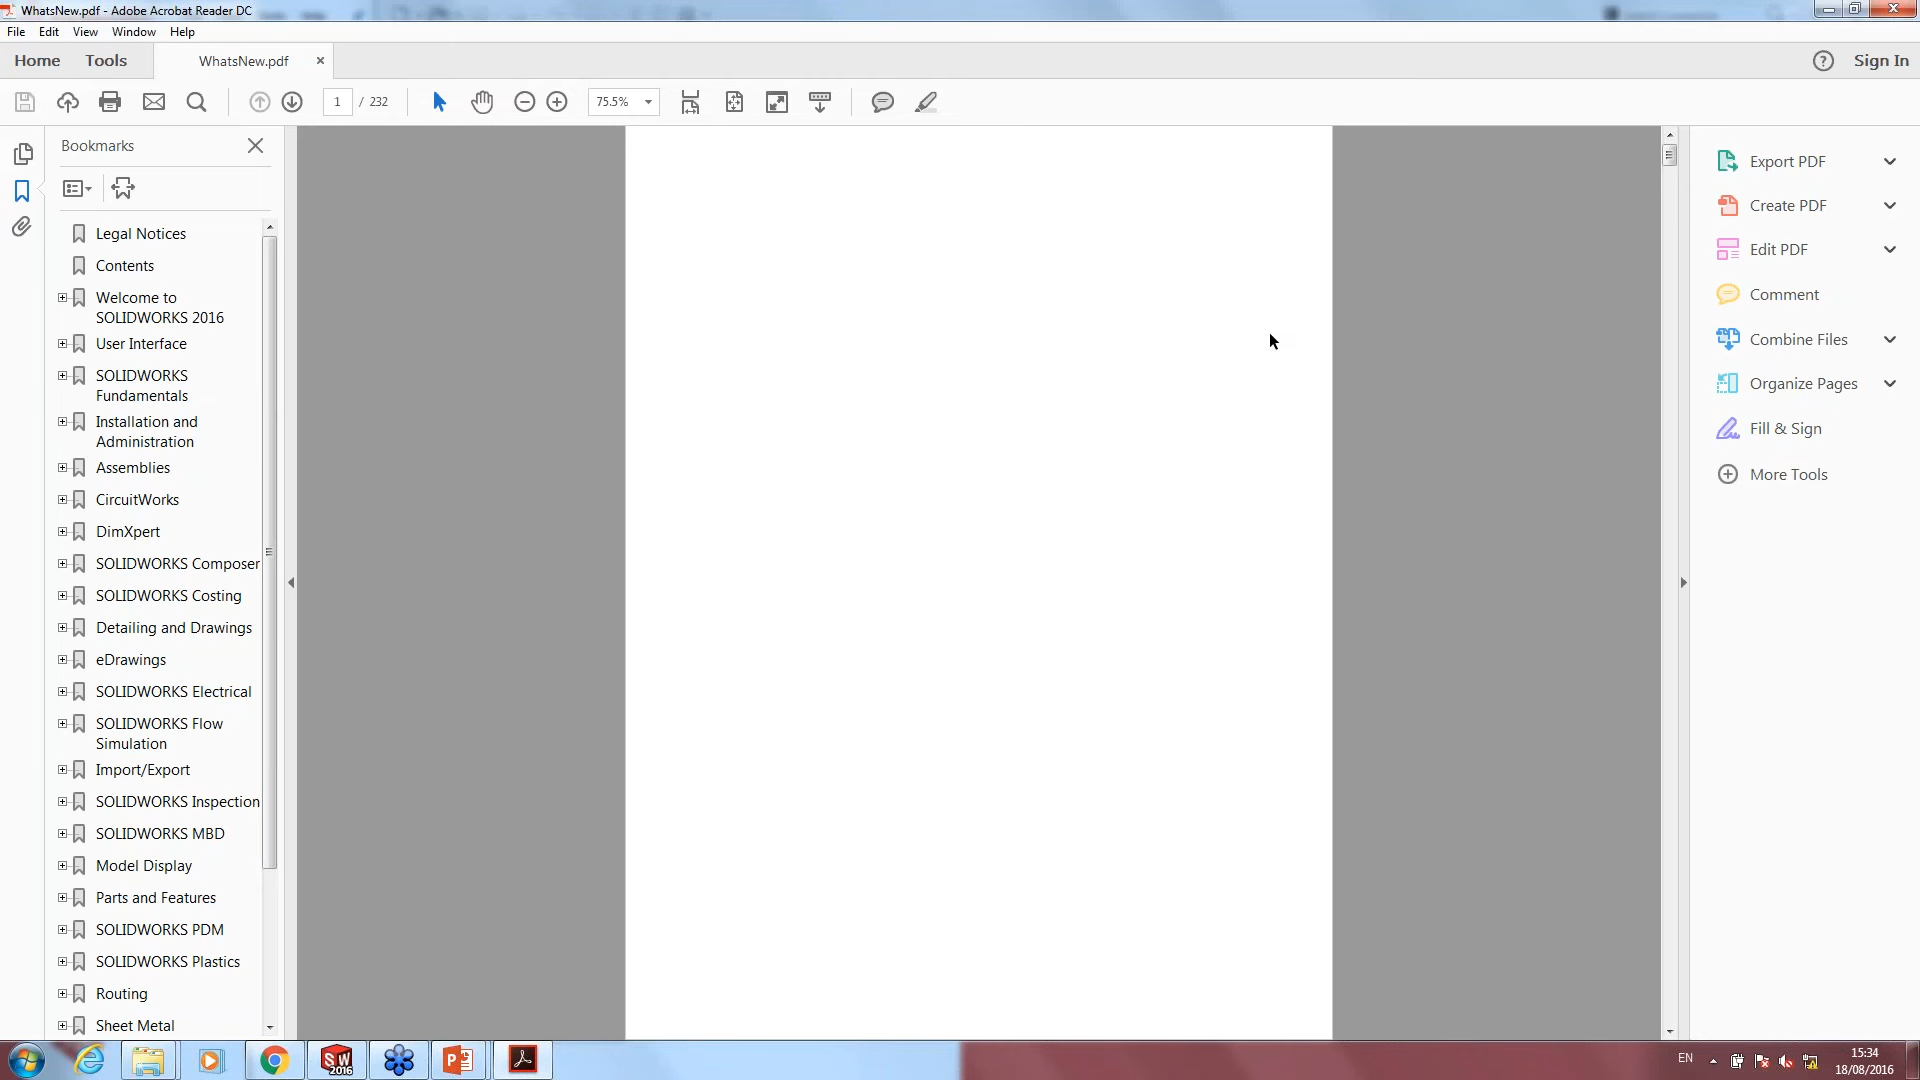 WhatsNew.pdf - Adobe Acrobat Reader DC
File Edit View Window Help
Home Tools WhatsNew.pdf Sign In
1 / 232 75.5%
Bookmarks
Legal Notices
Contents
Welcome to
SOLIDWORKS 2016
User Interface
SOLIDWORKS
Fundamentals
Installation and
Administration
Assemblies
CircuitWorks
DimXpert
SOLIDWORKS Composer
SOLIDWORKS Costing
Detailing and Drawings
eDrawings
SOLIDWORKS Electrical
SOLIDWORKS Flow
Simulation
Import/Export
SOLIDWORKS Inspection
SOLIDWORKS MBD
Model Display
Parts and Features
SOLIDWORKS PDM
SOLIDWORKS Plastics
Routing
Sheet Metal
Export PDF
Create PDF
Edit PDF
Comment
Combine Files
Organize Pages
Fill & Sign
More Tools
SW
2016
EN
15:34
18/08/2016